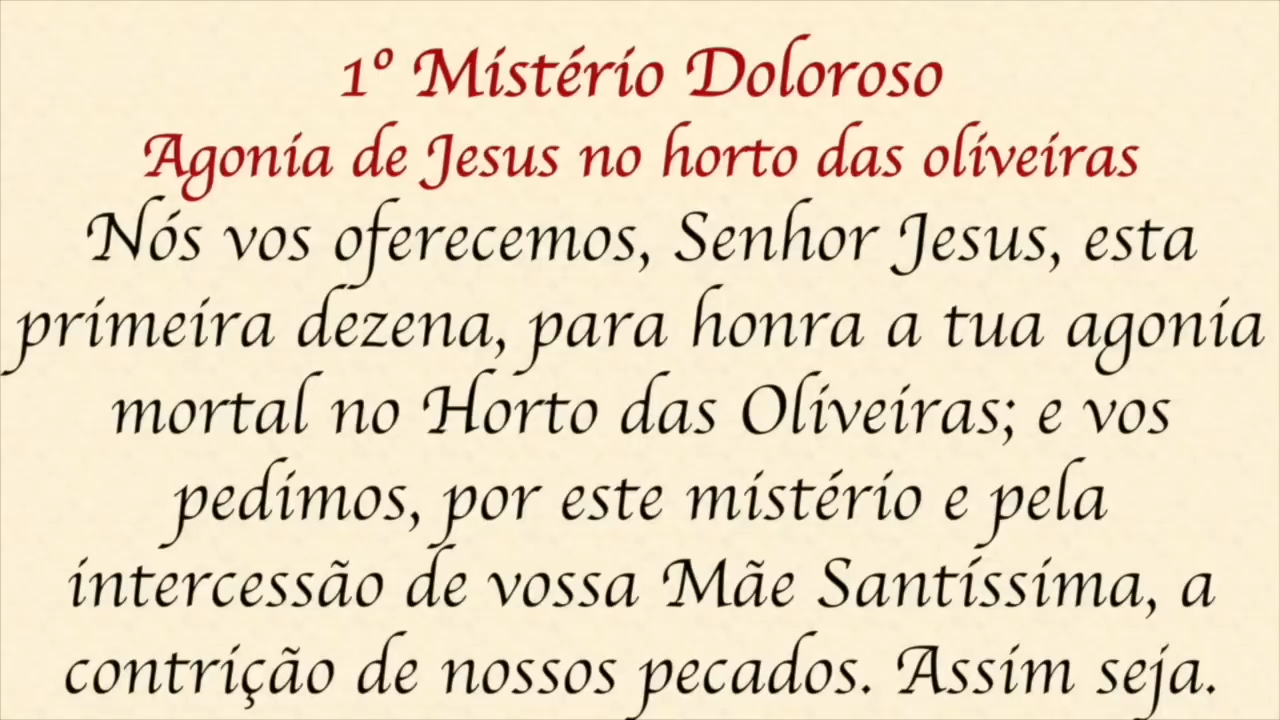 1º Mistério Doloroso
Agonia de Jesus no horto das oliveiras
Nós vos oferecemos, Senhor Jesus, esta
primeira dezena, para honra a tua agonia
mortal no Horto das Oliveiras; e vos
pedimos, por este mistério e pela
intercessão de vossa Mãe Santíssima, a
contrição de nossos pecados. Assim seja.